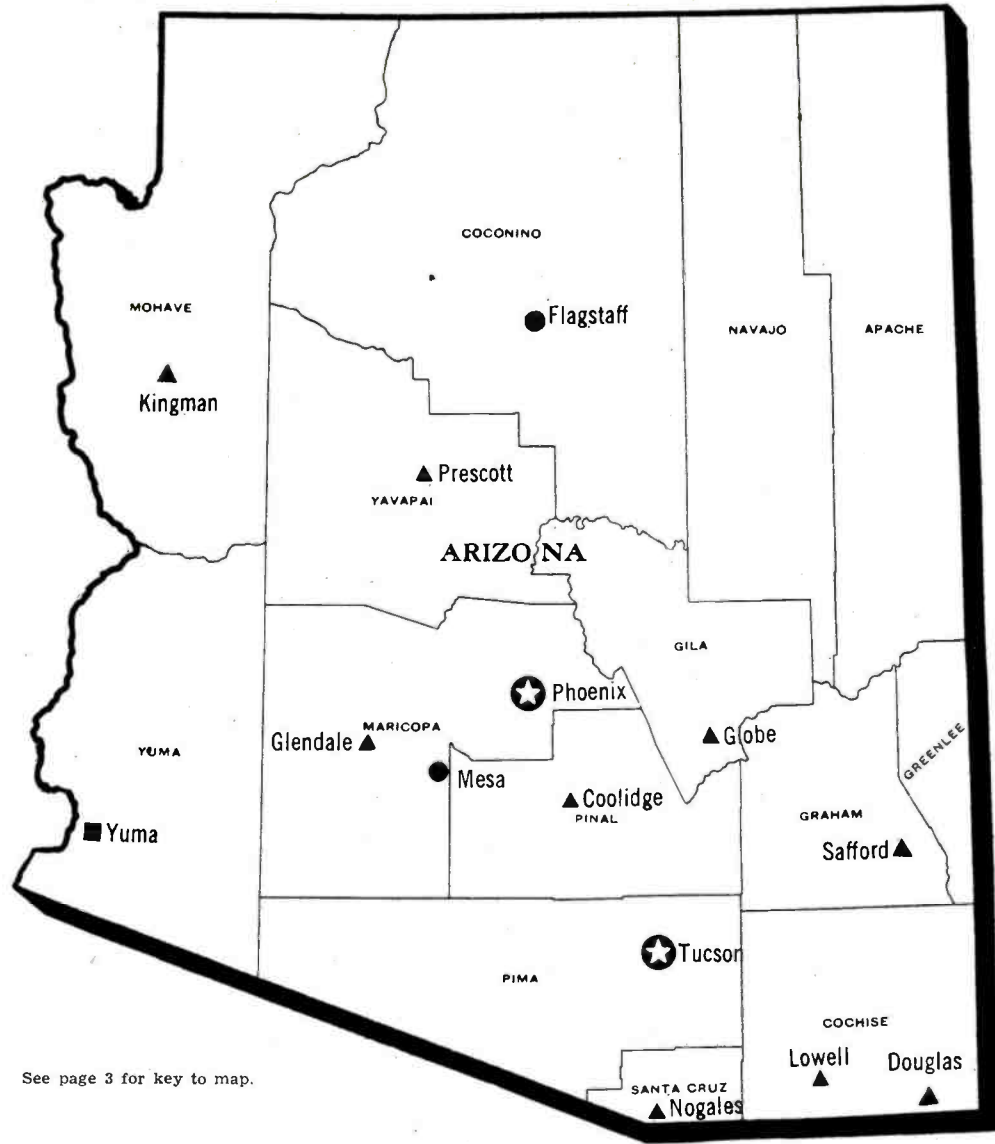 COCONINO
MOHAVE
Flagstaff
NAVAJO
APACHE
Kingman
Prescott
YAVAPAI
ARIZONA
GILA
Phoenix
MARICOPA
Glendale
Globe
YUMA
Mesa
GREENLEE
Coolidge
PINAL
GRAHAM
Yuma
Safford
Tucson
PIMA
COCHISE
Lowell
Douglas
See page 3 for key to map.
SANTA CRUZ
Nogales